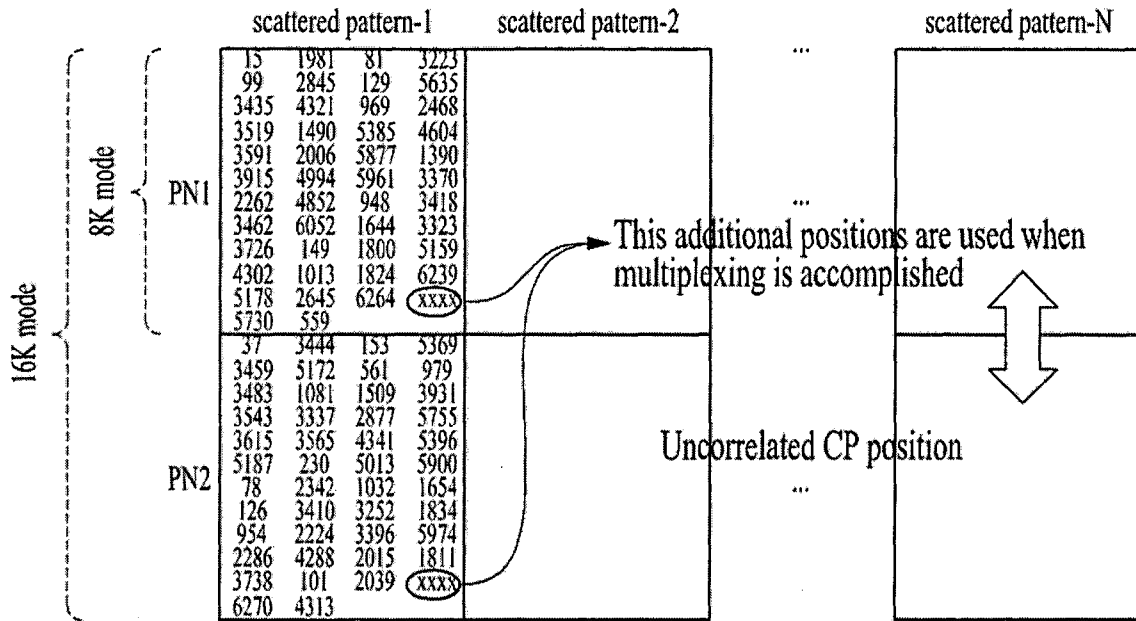 scattered pattern-1 scattered pattern-2 ... scattered pattern-N
16K mode
8K mode
PN1
15 1981 81 3223
99 2845 129 5635
3435 4321 969 2468
3519 1490 5385 4604
3591 2006 5877 1390
3915 4994 5961 3370
2262 4852 948 3418
3462 6052 1644 3323
3726 149 1800 5159
4302 1013 1824 6239
5178 2645 6264 xxxx
5730 559
...
This additional positions are used when
multiplexing is accomplished
PN2
37 3444 153 5369
3459 5172 561 979
3483 1081 1509 3931
3543 3337 2877 5755
3615 3565 4341 5396
5187 230 5013 5900
78 2342 1032 1654
126 3410 3252 1834
954 2224 3396 5974
2286 4288 2015 1811
3738 101 2039 xxxx
6270 4313
Uncorrelated CP position
...